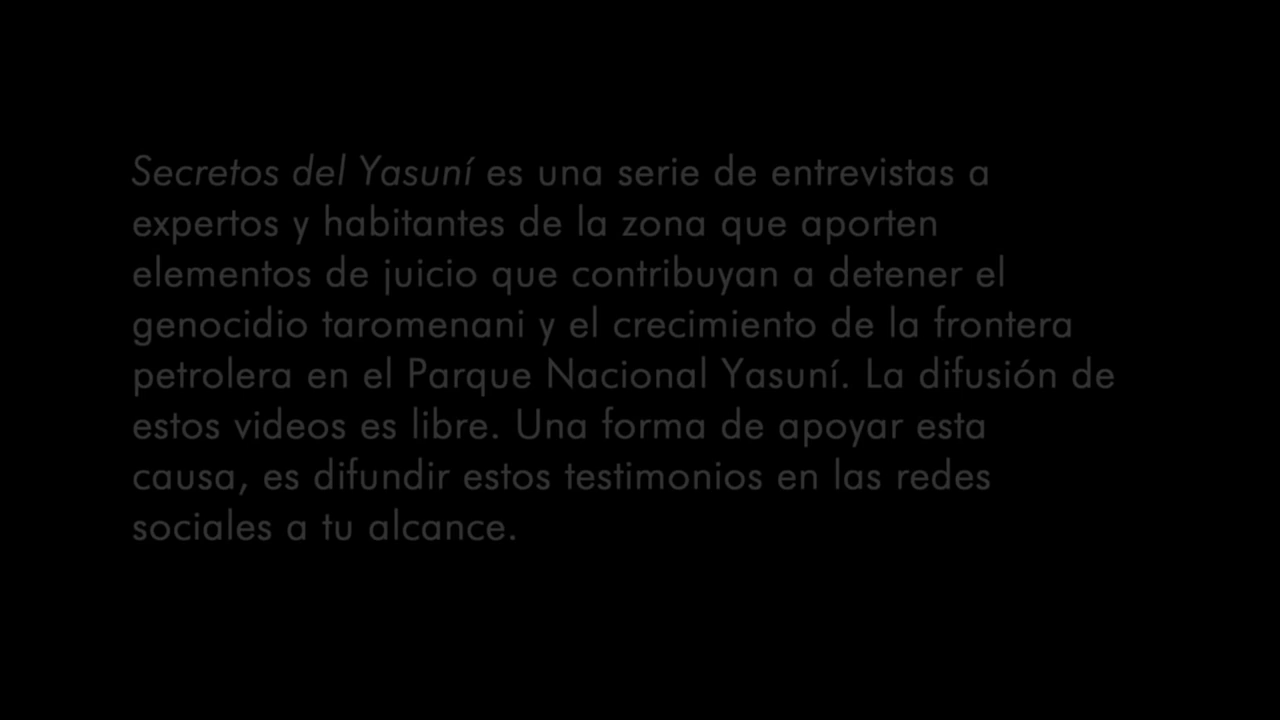 Secretos del Yasuní es una serie de entrevistas a
expertos y habitantes de la zona que aporten
elementos de juicio que contribuyan a detener el
genocidio taromenani y el crecimiento de la frontera
petrolera en el Parque Nacional Yasuní. La difusión de
estos videos es libre. Una forma de apoyar esta
causa, es difundir estos testimonios en las redes
sociales a tu alcance.